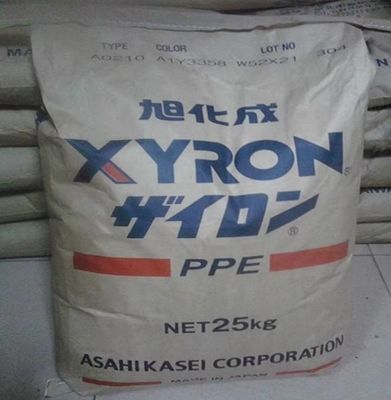 TYPE COLOR LOT NO
A0210 A1Y3358 W52X21 304
旭化成
XYRON®
ザイロン®
PPE
NET25kg
ASAHI KASEI CORPORATION
MADE IN JAPAN